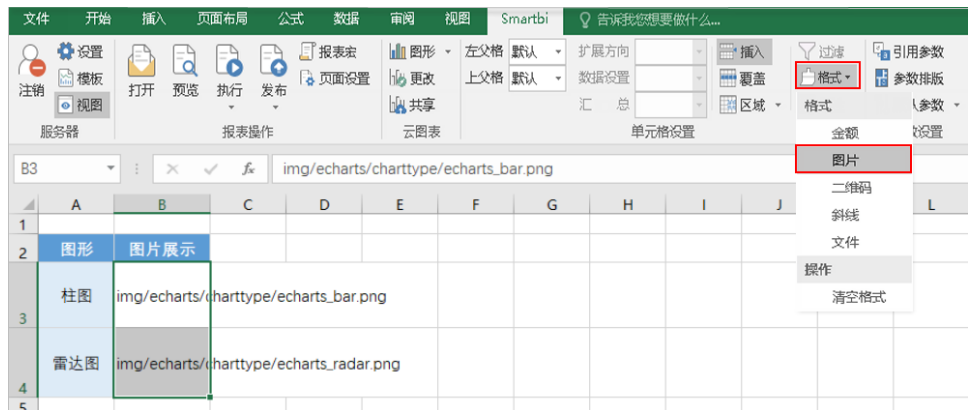 文件 开始 插入 页面布局 公式 数据 审阅 视图 Smartbi 告诉我您想要做什么...
注销 设置 模板 视图
服务器
打开 预览 执行 发布 报表宏 页面设置
报表操作
图形 更改 共享
云图表
左父格 默认 扩展方向 插入 过滤 引用参数
上父格 默认 数据设置 覆盖 格式 参数排版
汇 总 区域 参数
单元格设置 设置
格式
金额
图片
二维码
斜线
文件
操作
清空格式
B3 fx img/echarts/charttype/echarts_bar.png
A B C D E F G H I J L
1
2 图形 图片展示
3 柱图 img/echarts/charttype/echarts_bar.png
4 雷达图 img/echarts/charttype/echarts_radar.png
5